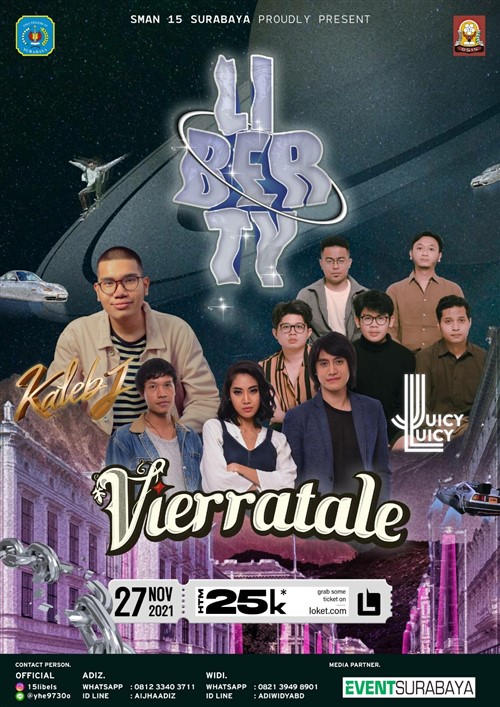 SMAN 15 SURABAYA PROUDLY PRESENT
LI
BER
TY
Kaleb J
JUICY
LUICY
Vierratale
27 NOV
2021
HTM 25k*
grab some
ticket on
loket.com
CONTACT PERSON.
OFFICIAL
15libels
@yhe9730o
ADIZ.
WHATSAPP : 0812 3340 3711
ID LINE : AIJHAADIZ
WIDI.
WHATSAPP : 0821 3949 8901
ID LINE : ADIWIDYABD
MEDIA PARTNER.
EVENTSURABAYA